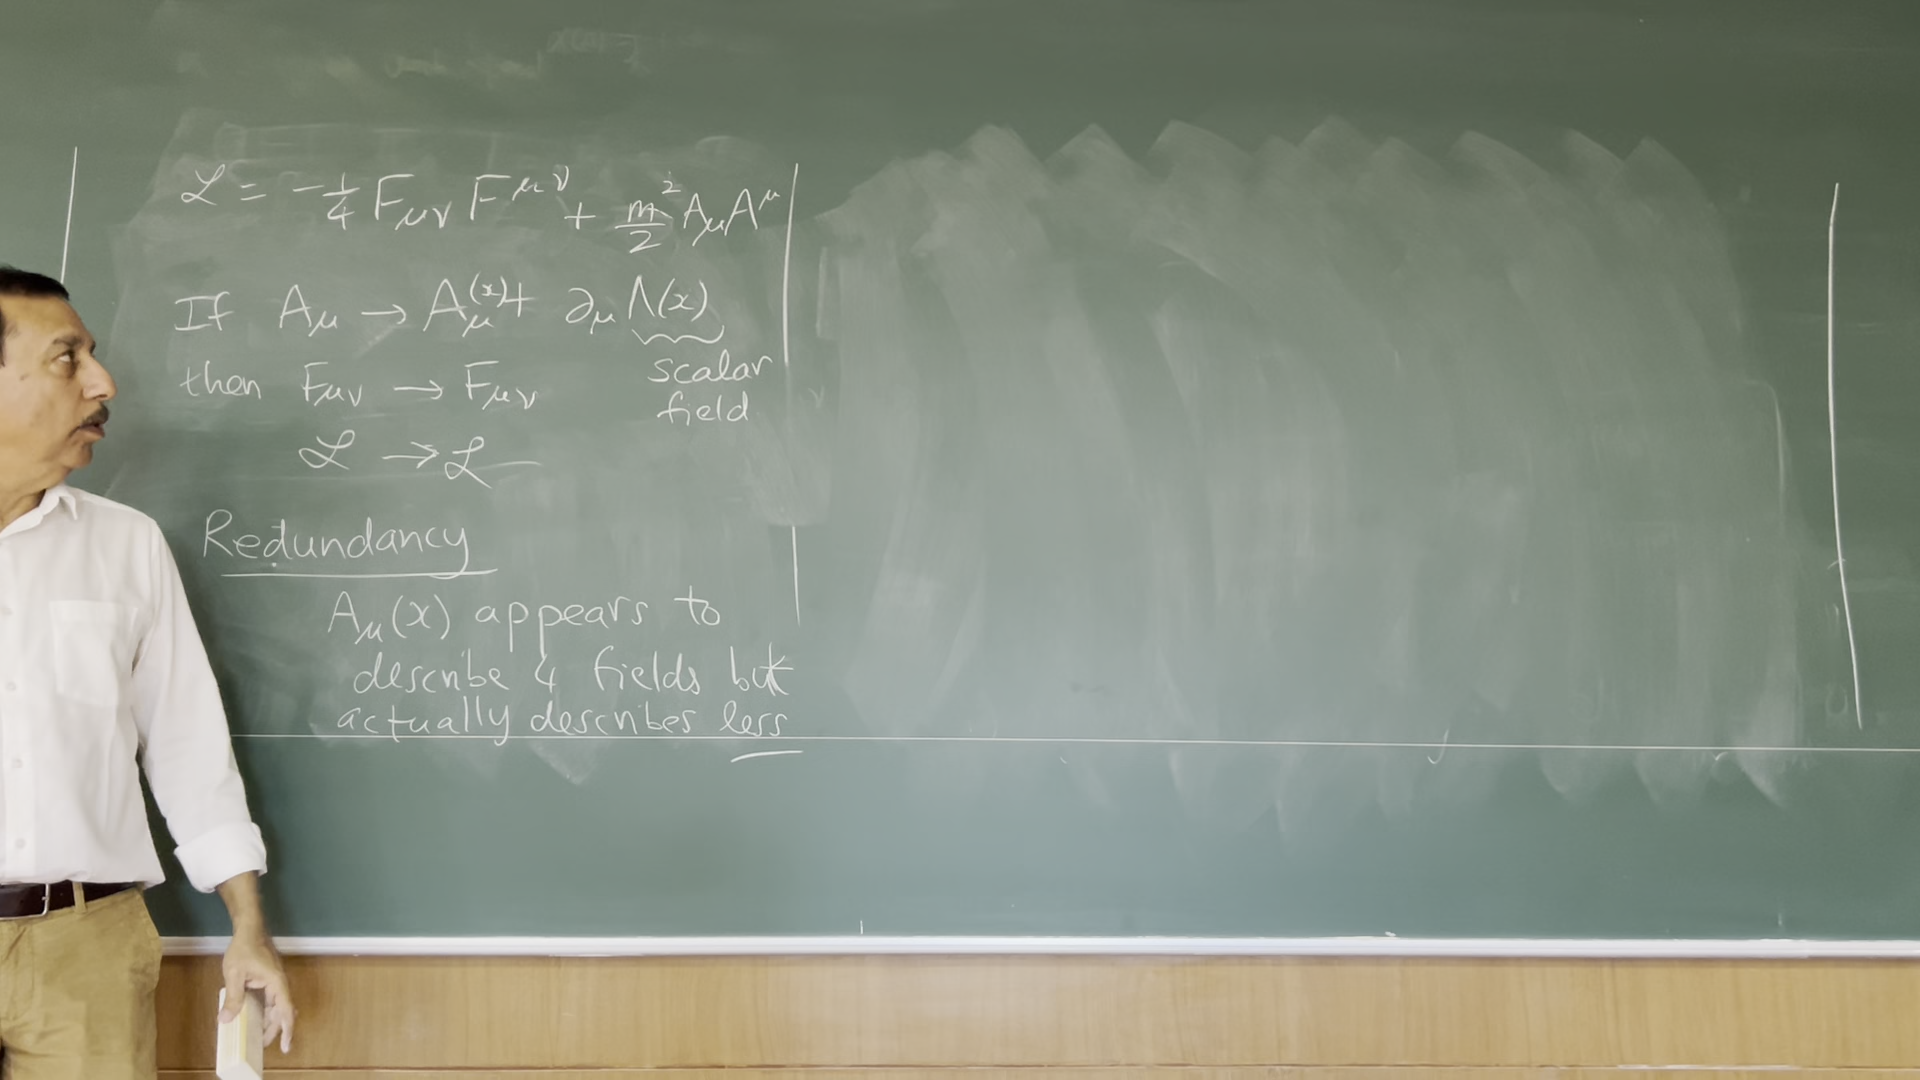 ℒ = -1/4 F_μν F^μν + m²/2 A_μ A^μ
If A_μ → A_μ(x) + ∂_μ Λ(x)
then F_μν → F_μν scalar
field
ℒ → ℒ
Redundancy
A_μ(x) appears to
describe 4 fields but
actually describes less